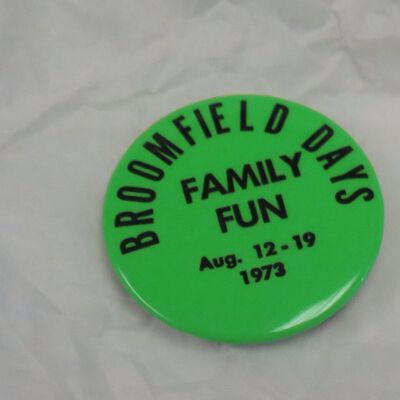 BROOMFIELD DAYS
FAMILY
FUN
Aug. 12-19
1973